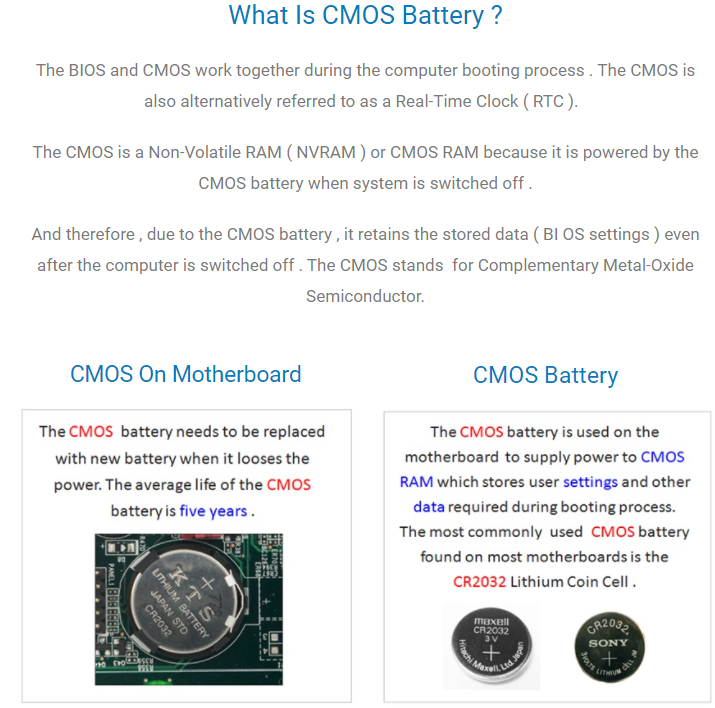 What Is CMOS Battery ?
The BIOS and CMOS work together during the computer booting process . The CMOS is
also alternatively referred to as a Real-Time Clock ( RTC ).
The CMOS is a Non-Volatile RAM ( NVRAM ) or CMOS RAM because it is powered by the
CMOS battery when system is switched off .
And therefore , due to the CMOS battery , it retains the stored data ( BI OS settings ) even
after the computer is switched off . The CMOS stands  for Complementary Metal-Oxide
Semiconductor.
CMOS On Motherboard
The CMOS  battery needs to be replaced
with new battery when it looses the
power. The average life of the CMOS
battery is five years .
KTS
LITHIUM BATTERY
JAPAN STD
CR2032
PANEL1
CMOS Battery
The CMOS battery is used on the
motherboard  to supply power to CMOS
RAM which stores user settings and other
data required during booting process.
The most commonly  used  CMOS battery
found on most motherboards is the
CR2032 Lithium Coin Cell .
maxell
CR2032
3 V
+
Hitachi Maxell, Ltd. Japan
CR2032
SONY
+
3VOLTS LITHIUM CELL